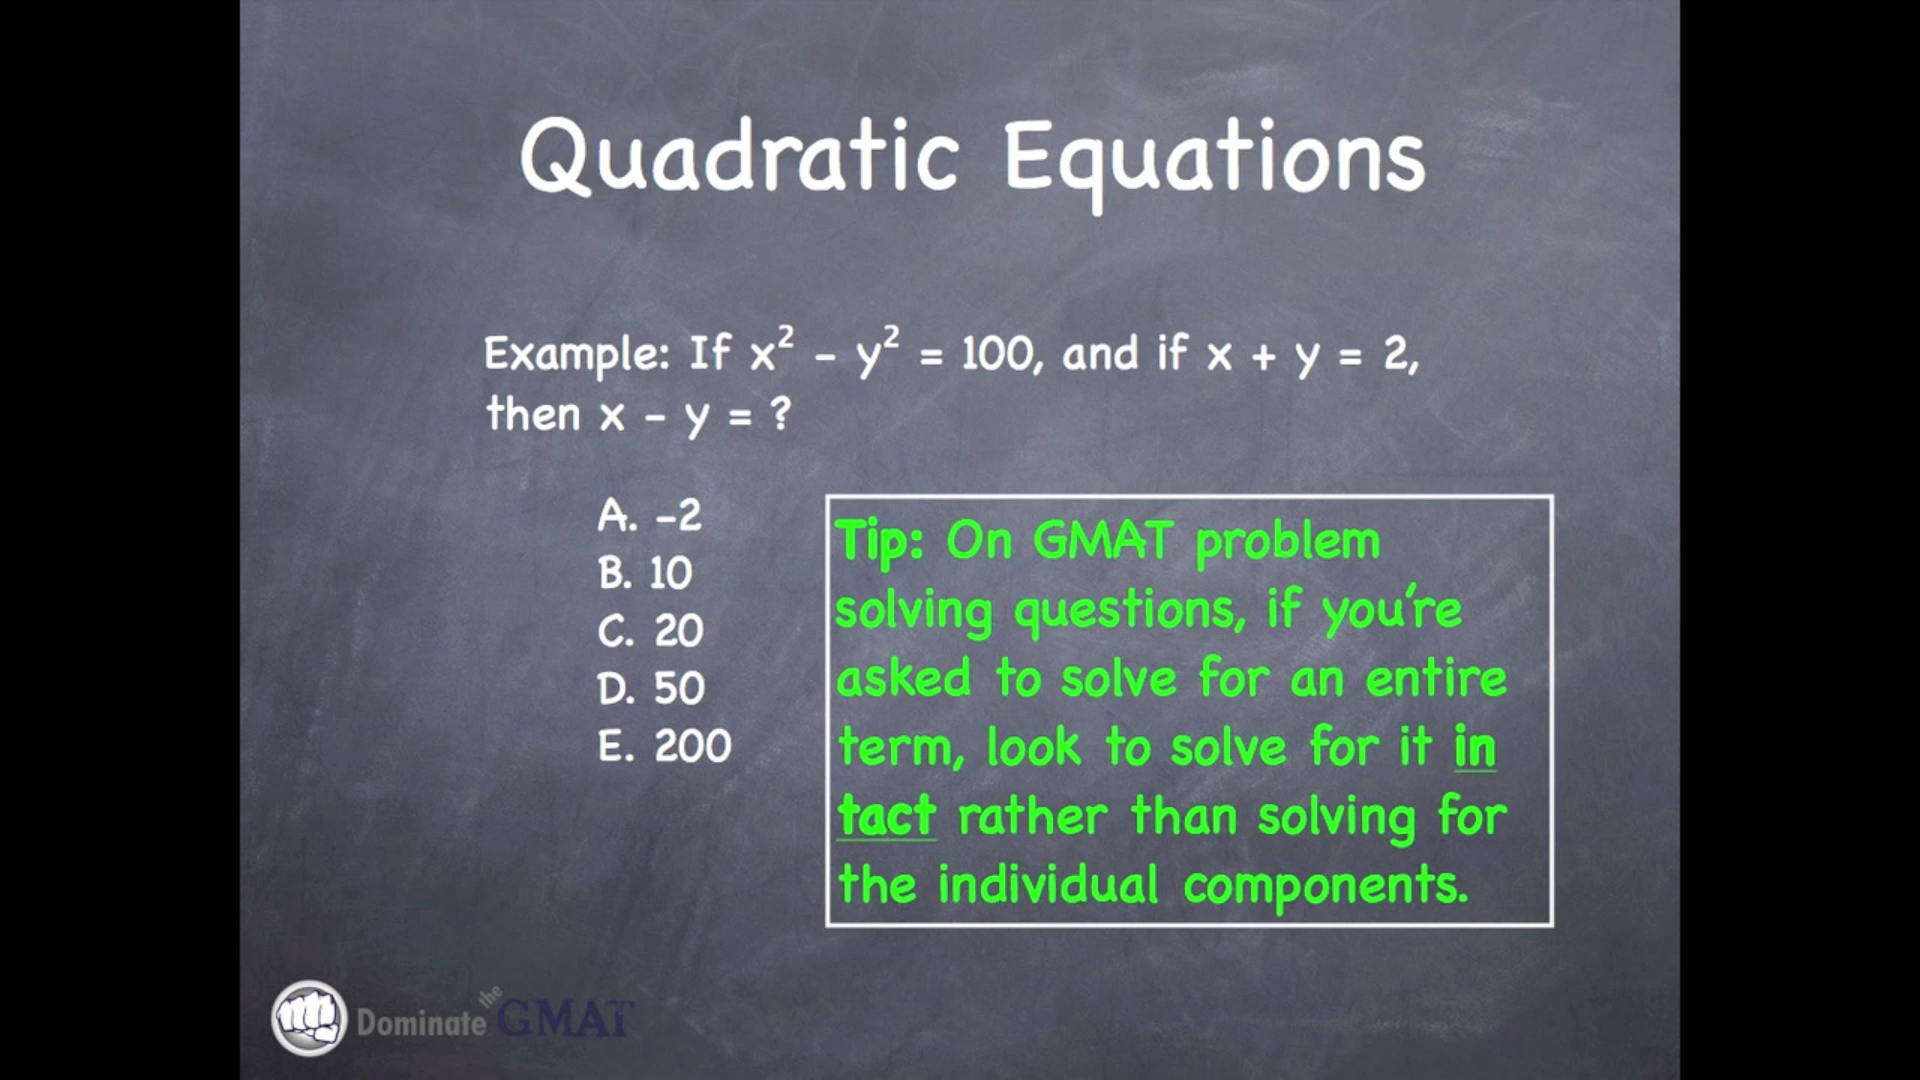 Quadratic Equations
Example: If x² - y² = 100, and if x + y = 2,
then x - y = ?
A. -2
B. 10
C. 20
D. 50
E. 200
Tip: On GMAT problem
solving questions, if you're
asked to solve for an entire
term, look to solve for it in
tact rather than solving for
the individual components.
Dominate the GMAT